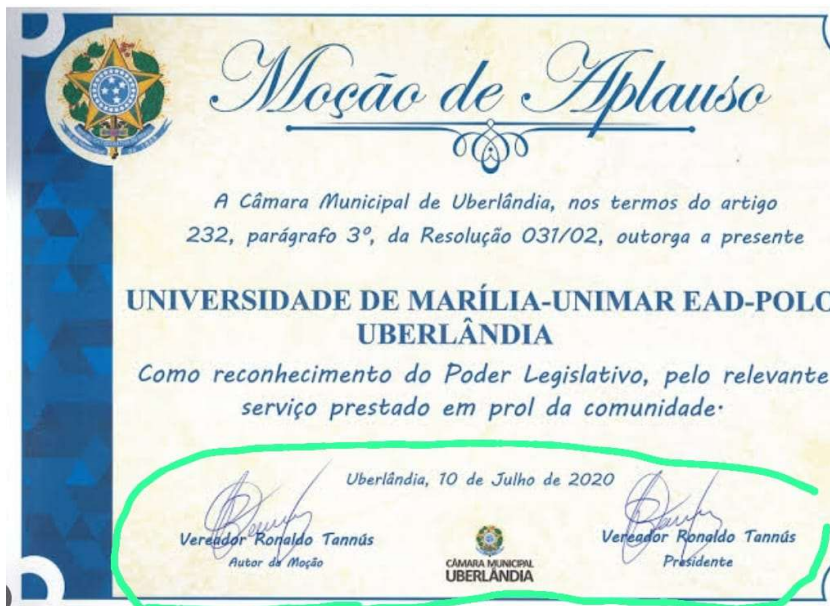 Moção de Aplauso
A Câmara Municipal de Uberlândia, nos termos do artigo
232, parágrafo 3º, da Resolução 031/02, outorga a presente
UNIVERSIDADE DE MARÍLIA-UNIMAR EAD-POLO
UBERLÂNDIA
Como reconhecimento do Poder Legislativo, pelo relevante
serviço prestado em prol da comunidade.
Uberlândia, 10 de Julho de 2020
Vereador Ronaldo Tannús
Autor da Moção
Vereador Ronaldo Tannús
Presidente
CÂMARA MUNICIPAL
UBERLÂNDIA